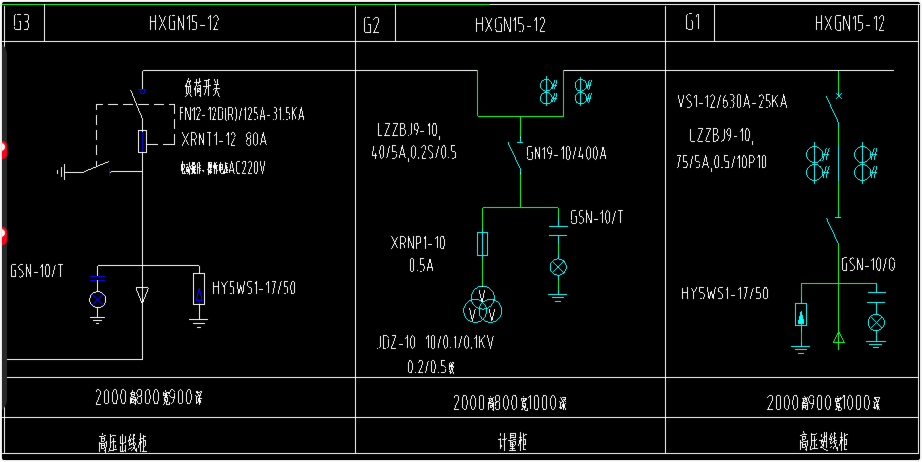 G3
HXGN15-12
G2
HXGN15-12
G1
HXGN15-12
负荷开关
FN12-12D(R)/125A-31.5KA
XRNT1-12 80A
电动操作、操作电压AC220V
GSN-10/T
HY5WS1-17/50
LZZBJ9-10,
40/5A,0.2S/0.5
GN19-10/400A
GSN-10/T
XRNP1-10
0.5A
V
V
V
JDZ-10 10/0.1/0.1KV
0.2/0.5级
VS1-12/630A-25KA
LZZBJ9-10,
75/5A,0.5/10P10
GSN-10/Q
HY5WS1-17/50
2000高800宽900深
2000高800宽1000深
2000高900宽1000深
高压出线柜
计量柜
高压进线柜